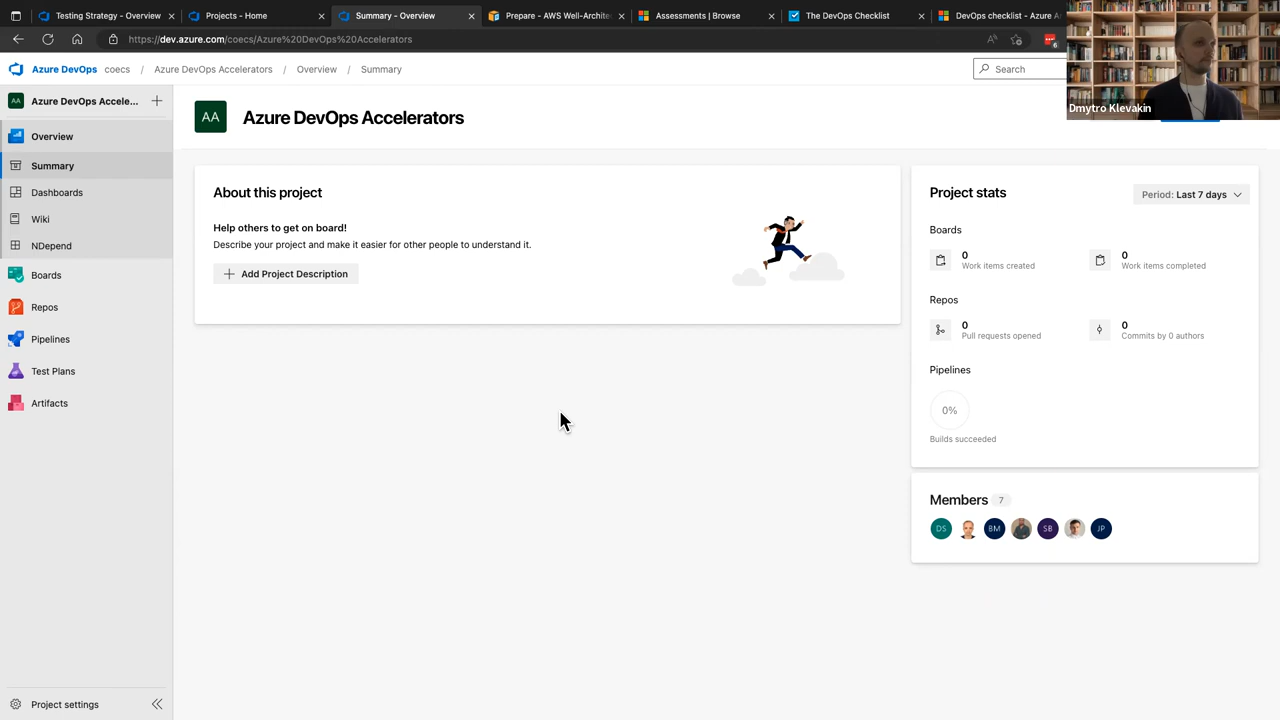 Testing Strategy - Overview
Projects - Home
Summary - Overview
Prepare - AWS Well-Archite
Assessments | Browse
The DevOps Checklist
DevOps checklist - Azure A
https://dev.azure.com/coecs/Azure%20DevOps%20Accelerators
6
Azure DevOps
coecs
/
Azure DevOps Accelerators
/
Overview
/
Summary
Search
Dmytro Klevakin
AA
Azure DevOps Accele...
Overview
Summary
Dashboards
Wiki
NDepend
Boards
Repos
Pipelines
Test Plans
Artifacts
Project settings
AA
Azure DevOps Accelerators
About this project
Help others to get on board!
Describe your project and make it easier for other people to understand it.
Add Project Description
Project stats
Period: Last 7 days
Boards
0
Work items created
0
Work items completed
Repos
0
Pull requests opened
0
Commits by 0 authors
Pipelines
0%
Builds succeeded
Members 7
DS
BM
SB
JP